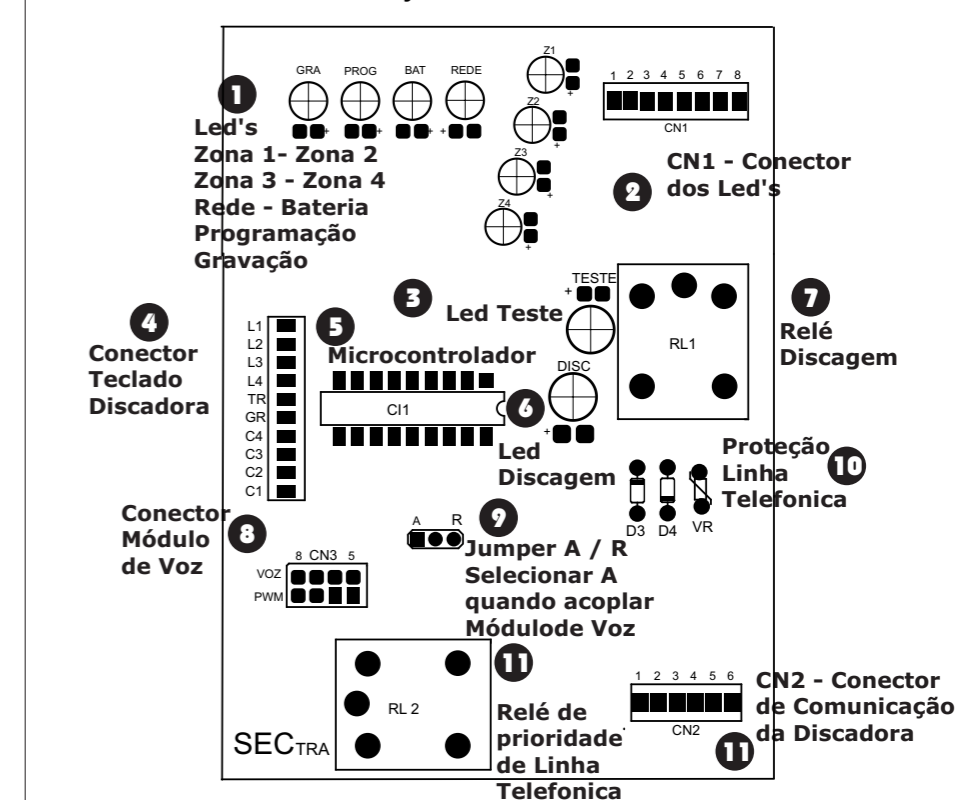 GRA PROG BAT REDE
Z1
Z2
Z3
Z4
1 2 3 4 5 6 7 8
CN1
1
Led's
Zona 1- Zona 2
Zona 3 - Zona 4
Rede - Bateria
Programação
Gravação
2
CN1 - Conector
dos Led's
3
Led Teste
TESTE
+
RL1
7
Relé
Discagem
4
Conector
Teclado
Discadora
L1
L2
L3
L4
TR
GR
C4
C3
C2
C1
5
Microcontrolador
CI1
DISC
+
6
Led
Discagem
Proteção
Linha
Telefonica
10
D3 D4 VR
Conector
Módulo
de Voz
8
8 CN3 5
VOZ
PWM
A R
9
Jumper A / R
Selecionar A
quando acoplar
Módulode Voz
RL 2
11
Relé de
prioridade
de Linha
Telefonica
SECTRA
1 2 3 4 5 6
CN2
CN2 - Conector
de Comunicação
da Discadora
11